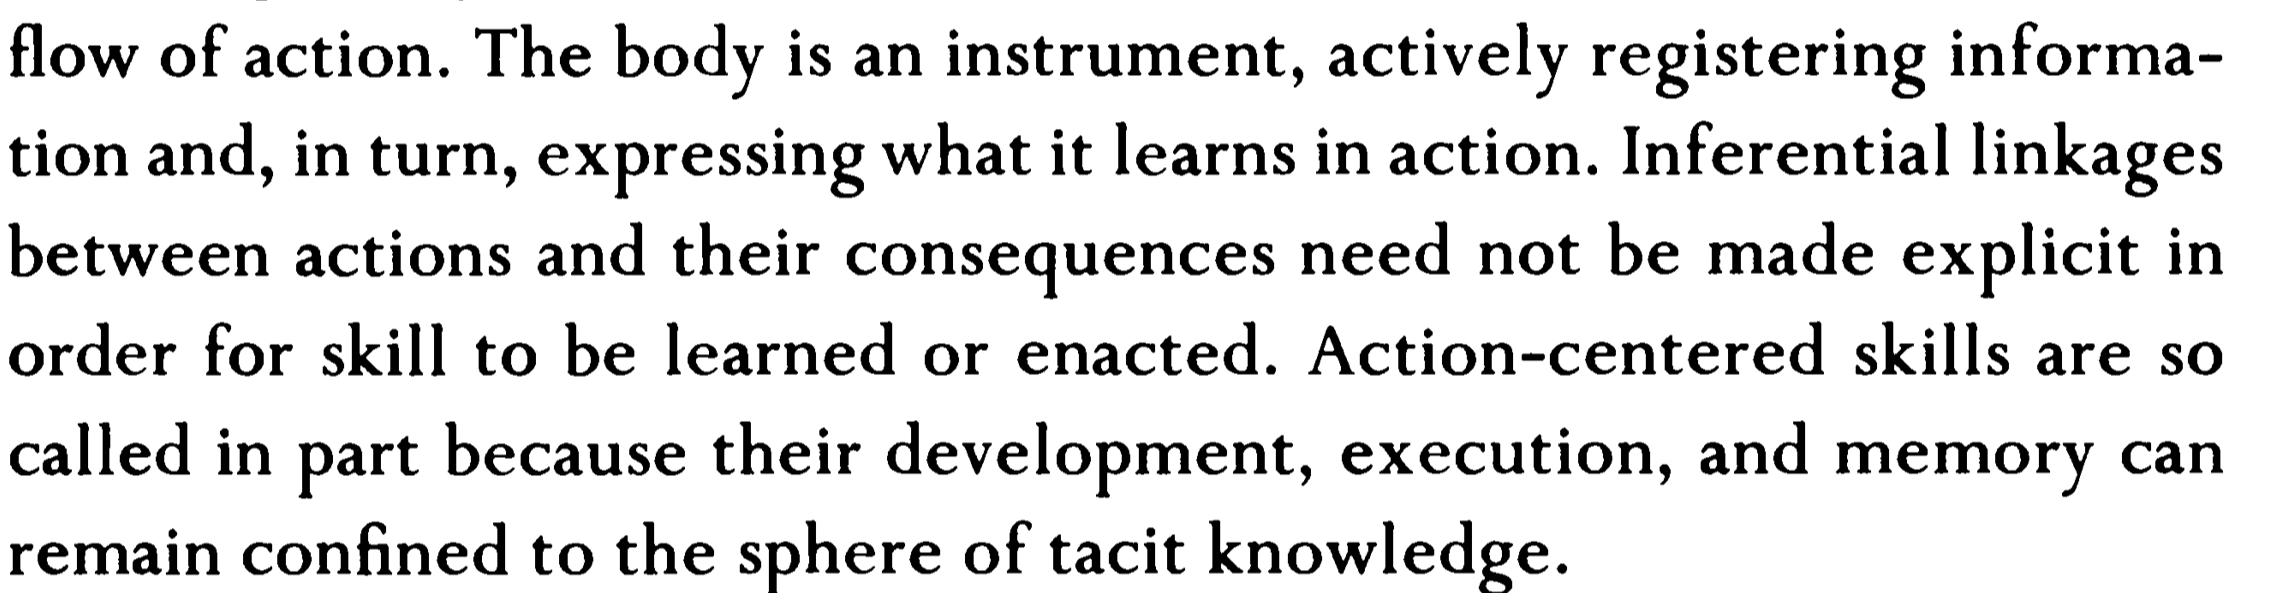 flow of action. The body is an instrument, actively registering informa-
tion and, in turn, expressing what it learns in action. Inferential linkages
between actions and their consequences need not be made explicit in
order for skill to be learned or enacted. Action-centered skills are so
called in part because their development, execution, and memory can
remain confined to the sphere of tacit knowledge.